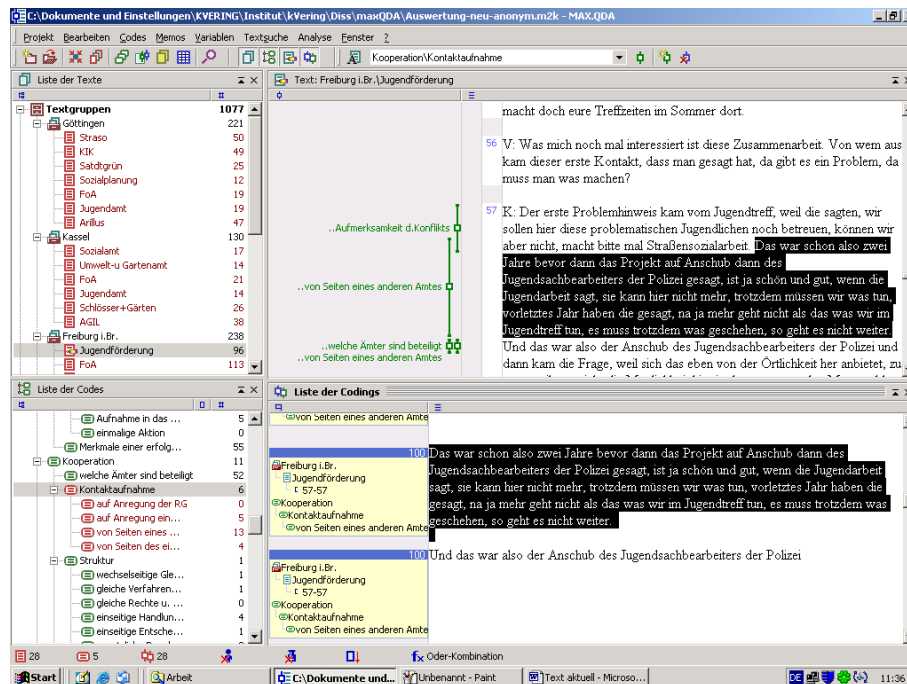 C:\Dokumente und Einstellungen\KVERING\Institut\kVering\Diss\maxQDA\Auswertung-neu-anonym.m2k - MAX.QDA
Projekt Bearbeiten Codes Memos Variablen Textsuche Analyse Fenster ?
Kooperation\Kontaktaufnahme
Liste der Texte
Textgruppen 1077
Göttingen 221
Straso 50
KIK 49
Satdtgrün 25
Sozialplanung 12
FoA 19
Jugendamt 19
Arillus 47
Kassel 130
Sozialamt 17
Umwelt-u Gartenamt 14
FoA 21
Jugendamt 14
Schlösser+Gärten 26
AGIL 38
Freiburg i.Br. 238
Jugendförderung 96
FoA 113
Text: Freiburg i.Br.\Jugendförderung
macht doch eure Treffzeiten im Sommer dort.
56 V: Was mich noch mal interessiert ist diese Zusammenarbeit. Von wem aus
kam dieser erste Kontakt, dass man gesagt hat, da gibt es ein Problem, da
muss man was machen?
57 K: Der erste Problemhinweis kam vom Jugendtreff, weil die sagten, wir
sollen hier diese problematischen Jugendlichen noch betreuen, können wir
aber nicht, macht bitte mal Straßensozialarbeit. Das war schon also zwei
Jahre bevor dann das Projekt auf Anschub dann des
Jugendsachbearbeiters der Polizei gesagt, ist ja schön und gut, wenn die
Jugendarbeit sagt, sie kann hier nicht mehr, trotzdem müssen wir was tun,
vorletztes Jahr haben die gesagt, na ja mehr geht nicht als das was wir im
Jugendtreff tun, es muss trotzdem was geschehen, so geht es nicht weiter.
Und das war also der Anschub des Jugendsachbearbeiters der Polizei und
dann kam die Frage, weil sich das eben von der Örtlichkeit her anbietet, zu
..Aufmerksamkeit d.Konflikts
..von Seiten eines anderen Amtes
..welche Ämter sind beteiligt
..von Seiten eines anderen Amtes
Liste der Codes
Aufnahme in das ... 5
einmalige Aktion 0
Merkmale einer erfolg... 55
Kooperation 11
welche Ämter sind beteiligt 52
Kontaktaufnahme 6
auf Anregung der RG 0
auf Anregung ein... 5
von Seiten eines ... 13
von Seiten des ei... 4
Struktur 1
wechselseitige Gle... 1
gleiche Verfahren... 1
gleiche Rechte u. ... 0
einseitige Handlun... 4
einseitige Entsche... 1
Liste der Codings
von Seiten eines anderen Amte
100
Freiburg i.Br.
Jugendförderung
57-57
Kooperation
Kontaktaufnahme
von Seiten eines anderen Amte
Das war schon also zwei Jahre bevor dann das Projekt auf Anschub dann des
Jugendsachbearbeiters der Polizei gesagt, ist ja schön und gut, wenn die Jugendarbeit
sagt, sie kann hier nicht mehr, trotzdem müssen wir was tun, vorletztes Jahr haben die
gesagt, na ja mehr geht nicht als das was wir im Jugendtreff tun, es muss trotzdem was
geschehen, so geht es nicht weiter.
100
Freiburg i.Br.
Jugendförderung
57-57
Kooperation
Kontaktaufnahme
von Seiten eines anderen Amte
Und das war also der Anschub des Jugendsachbearbeiters der Polizei
28 5 28 fx Oder-Kombination
Start Arbeit C:\Dokumente und... Unbenannt - Paint Text aktuell - Microso... DE 11:36